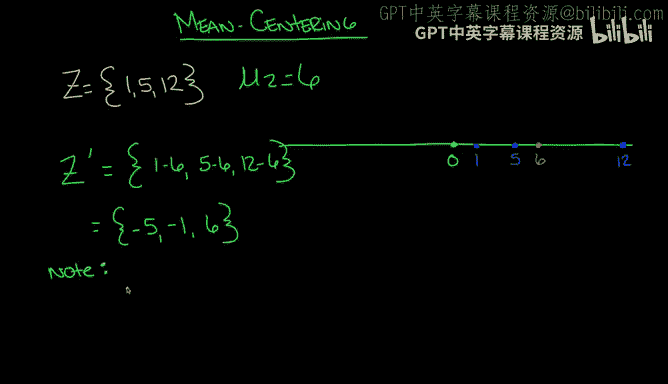 GPT中英字幕课程资源@bilibili.com
GPT中英字幕课程资源 bilibili
MEAN-CENTERING
Z={1,5,12} μz=6
Z'={1-6, 5-6, 12-6}
0 1 5 6 12
={-5,-1,6}
Note: